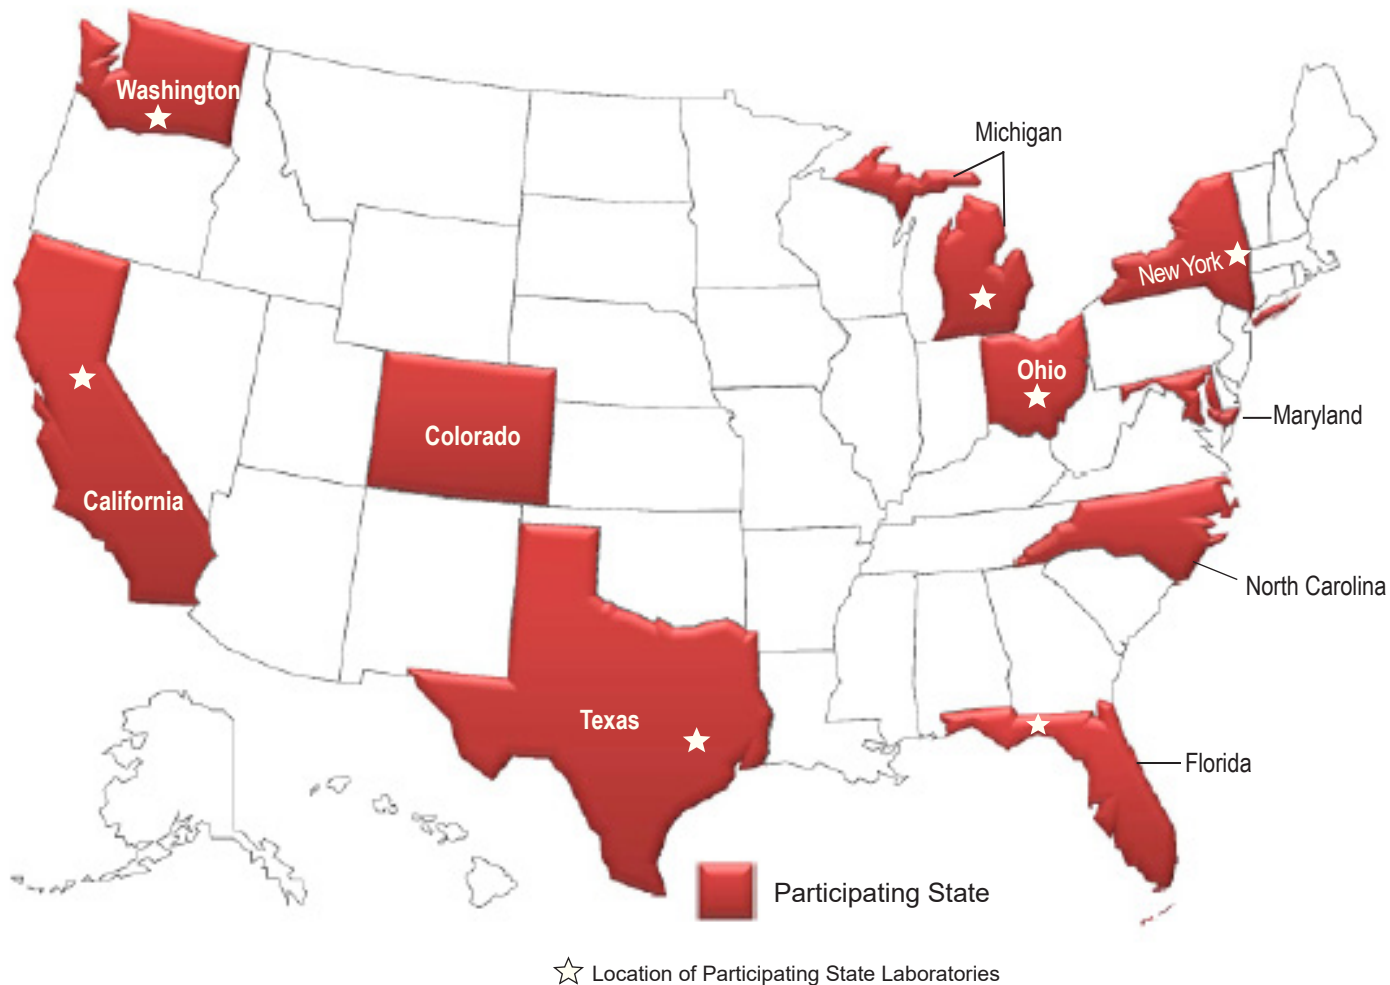 Washington
Michigan
New York
Ohio
Maryland
Colorado
California
North Carolina
Texas
Florida
Participating State
Location of Participating State Laboratories